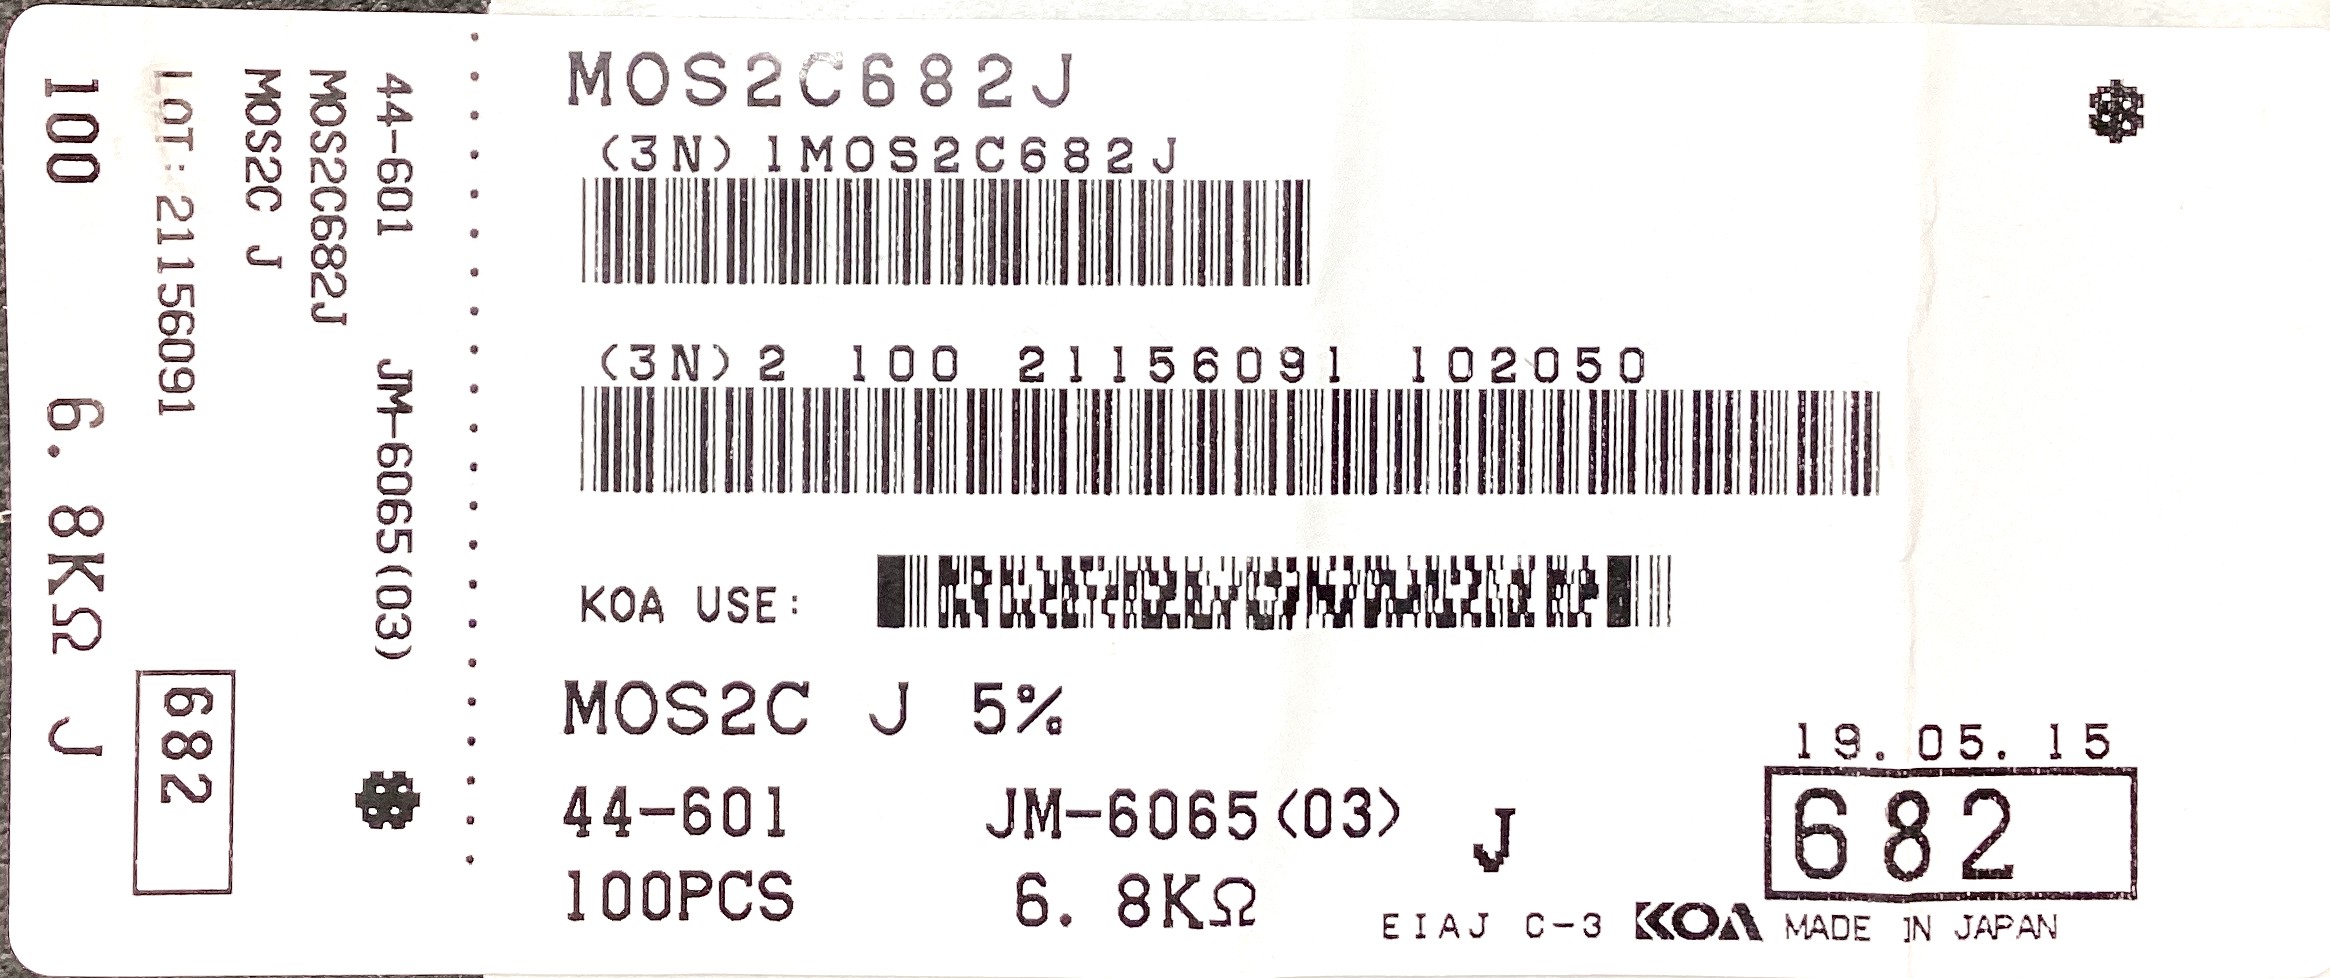 44-601 JM-6065(03)
MOS2C682J
MOS2C J
LOT:21156091
682
100 6.8KΩ J
MOS2C682J
(3N)1MOS2C682J
(3N)2 100 21156091 102050
KOA USE:
MOS2C J 5%
19.05.15
44-601 JM-6065(03) J 682
100PCS 6.8KΩ
EIAJ C-3 KOA MADE IN JAPAN